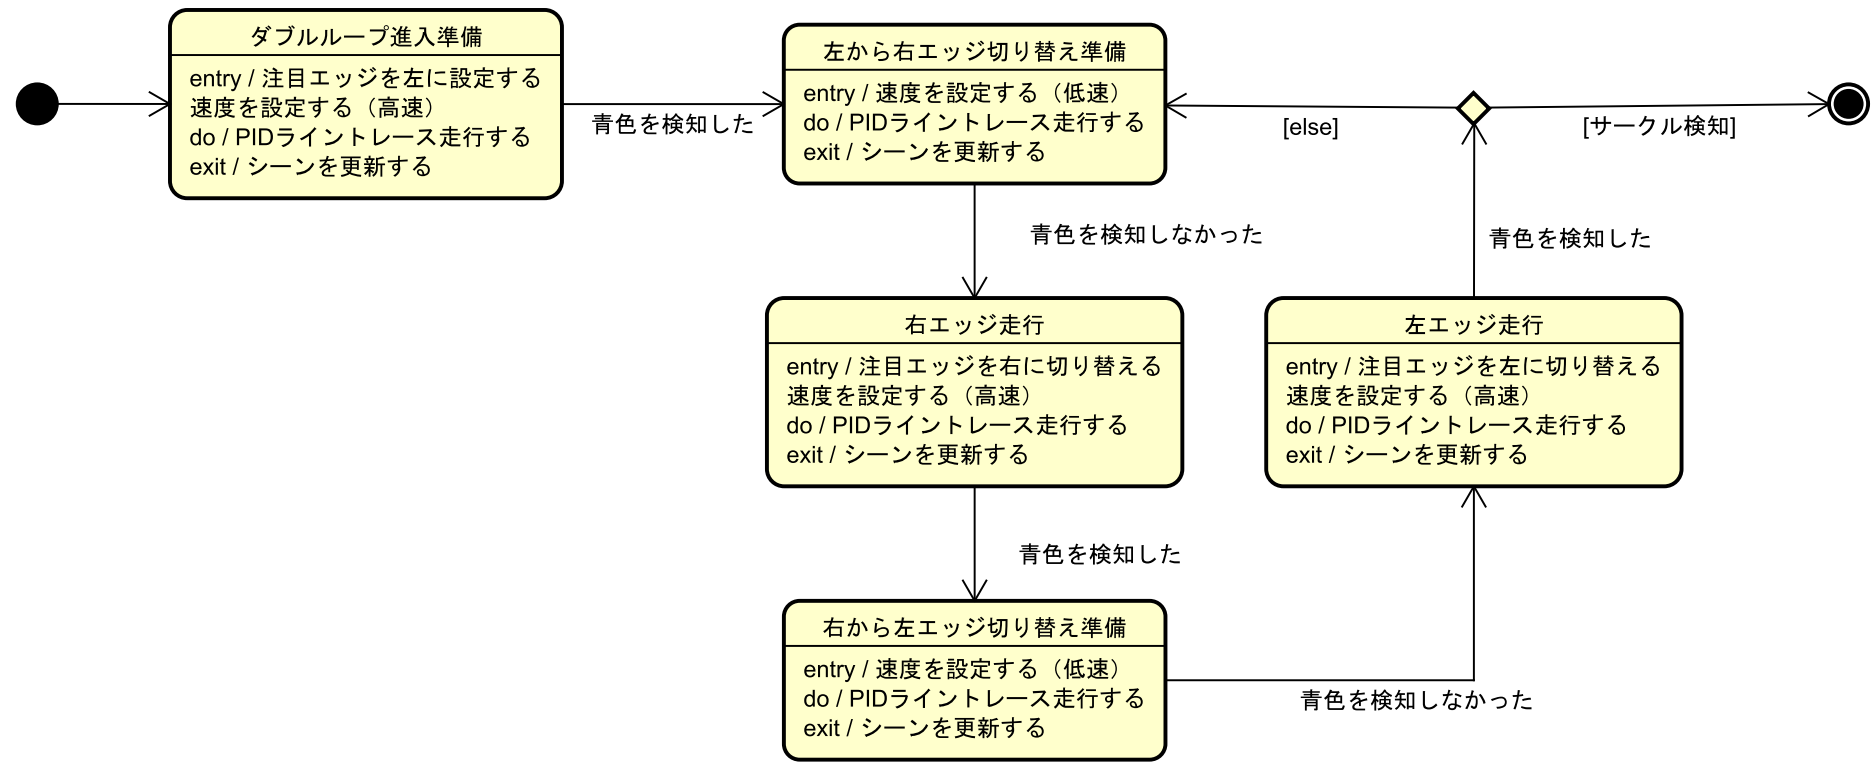 ダブルループ進入準備
entry / 注目エッジを左に設定する
速度を設定する（高速）
do / PIDライントレース走行する
exit / シーンを更新する
青色を検知した
左から右エッジ切り替え準備
entry / 速度を設定する（低速）
do / PIDライントレース走行する
exit / シーンを更新する
[else]
[サークル検知]
青色を検知しなかった
青色を検知した
右エッジ走行
entry / 注目エッジを右に切り替える
速度を設定する（高速）
do / PIDライントレース走行する
exit / シーンを更新する
左エッジ走行
entry / 注目エッジを左に切り替える
速度を設定する（高速）
do / PIDライントレース走行する
exit / シーンを更新する
青色を検知した
右から左エッジ切り替え準備
entry / 速度を設定する（低速）
do / PIDライントレース走行する
exit / シーンを更新する
青色を検知しなかった